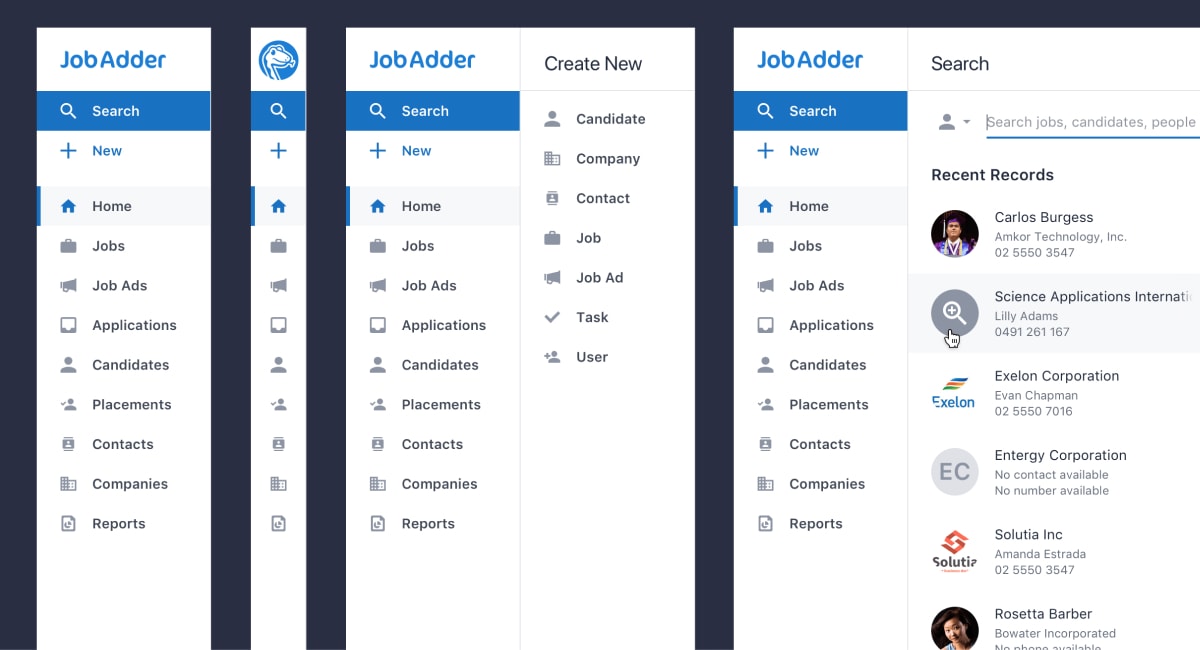 JobAdder
Search
New
Home
Jobs
Job Ads
Applications
Candidates
Placements
Contacts
Companies
Reports
JobAdder
Search
New
Home
Jobs
Job Ads
Applications
Candidates
Placements
Contacts
Companies
Reports
Create New
Candidate
Company
Contact
Job
Job Ad
Task
User
JobAdder
Search
New
Home
Jobs
Job Ads
Applications
Candidates
Placements
Contacts
Companies
Reports
Search
Search jobs, candidates, people
Recent Records
Carlos Burgess
Amkor Technology, Inc.
02 5550 3547
Science Applications Internati
Lilly Adams
0491 261 167
Exelon
Exelon Corporation
Evan Chapman
02 5550 7016
EC
Entergy Corporation
No contact available
No number available
Solutia
Solutia Inc
Amanda Estrada
02 5550 3547
Rosetta Barber
Bowater Incorporated
No phone available